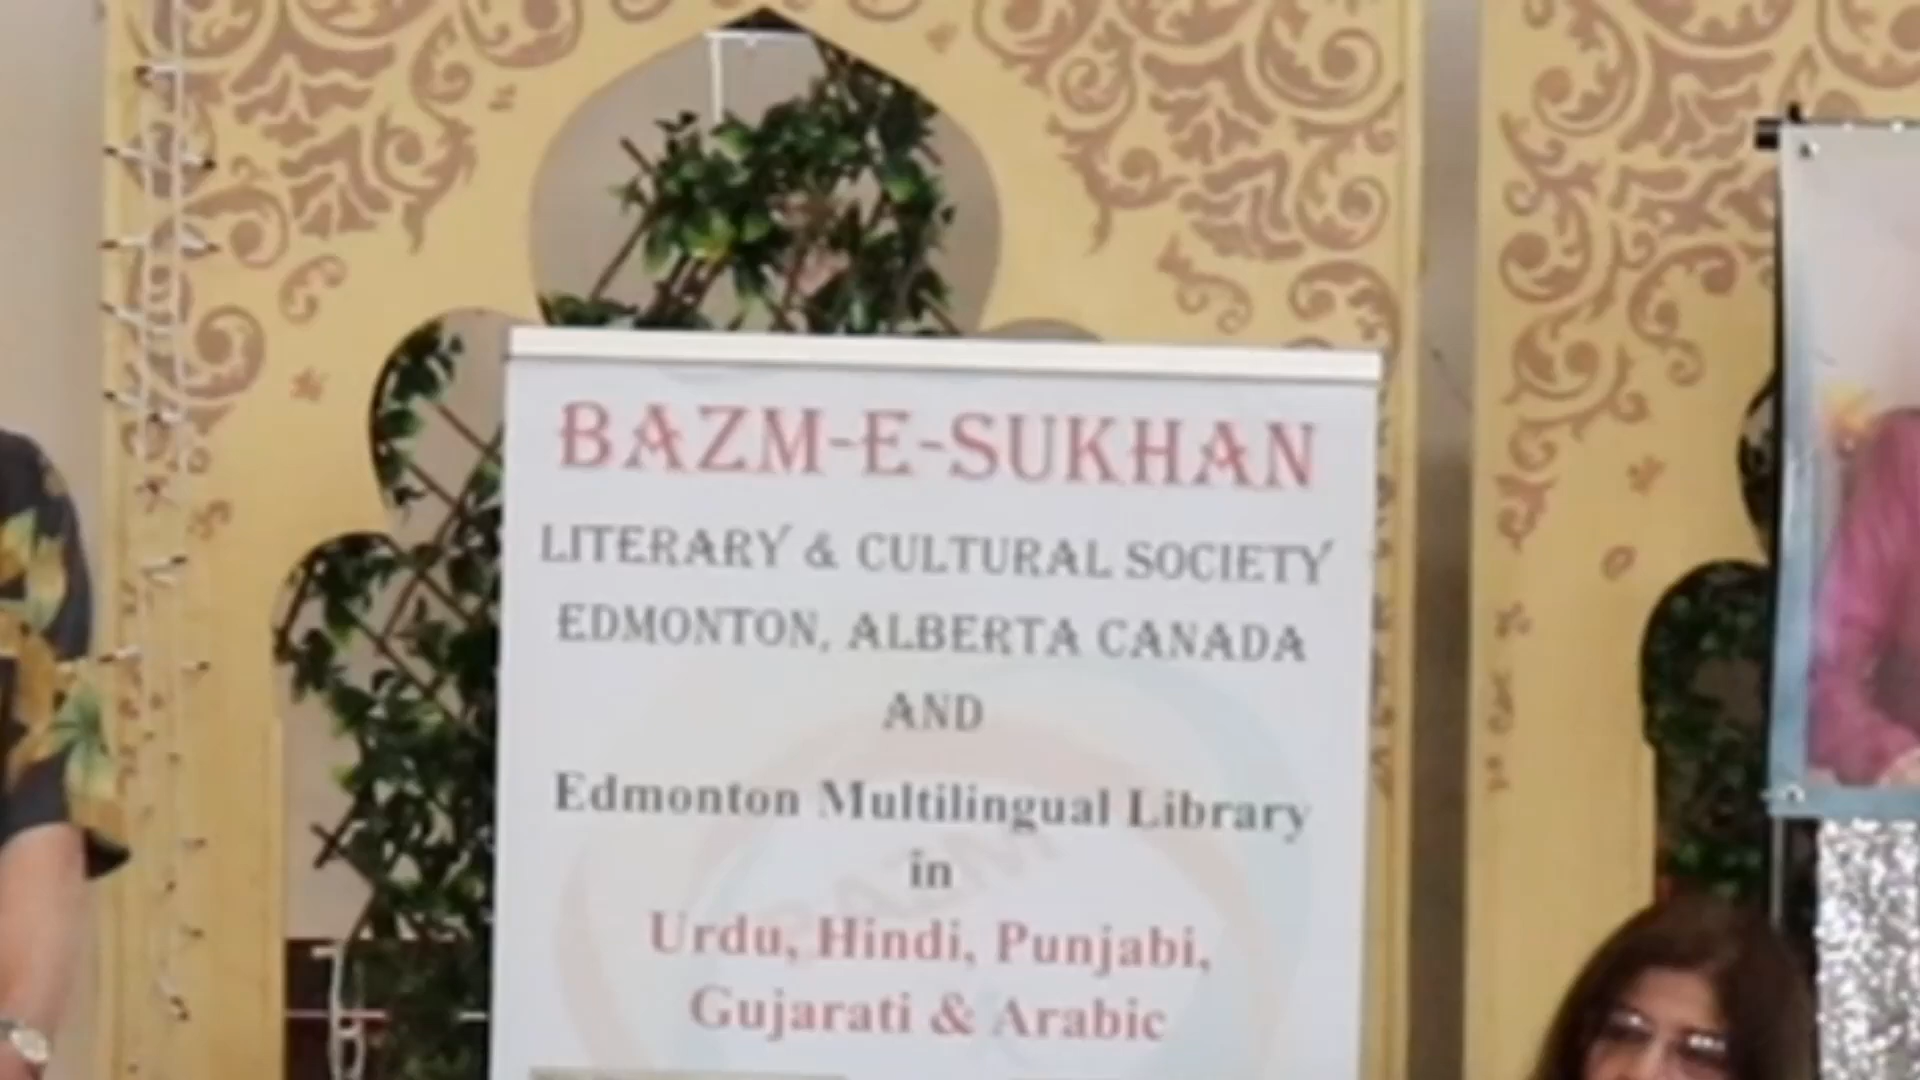 BAZM-E-SUKHAN
LITERARY & CULTURAL SOCIETY
EDMONTON, ALBERTA CANADA
AND
Edmonton Multilingual Library
in
Urdu, Hindi, Punjabi,
Gujarati & Arabic